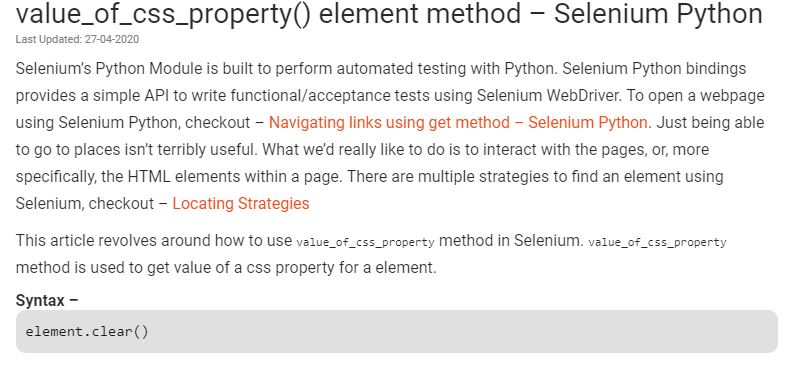 value_of_css_property() element method – Selenium Python
Last Updated: 27-04-2020
Selenium’s Python Module is built to perform automated testing with Python. Selenium Python bindings
provides a simple API to write functional/acceptance tests using Selenium WebDriver. To open a webpage
using Selenium Python, checkout – Navigating links using get method – Selenium Python. Just being able
to go to places isn’t terribly useful. What we’d really like to do is to interact with the pages, or, more
specifically, the HTML elements within a page. There are multiple strategies to find an element using
Selenium, checkout – Locating Strategies
This article revolves around how to use value_of_css_property method in Selenium. value_of_css_property
method is used to get value of a css property for a element.
Syntax –
element.clear()